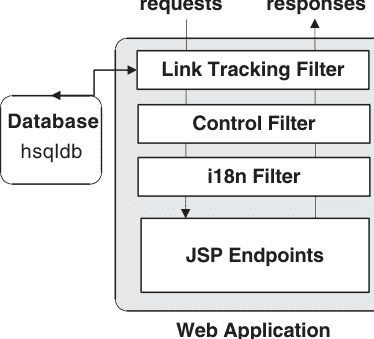 requests responses
Link Tracking Filter
Database
hsqldb
Control Filter
i18n Filter
JSP Endpoints
Web Application